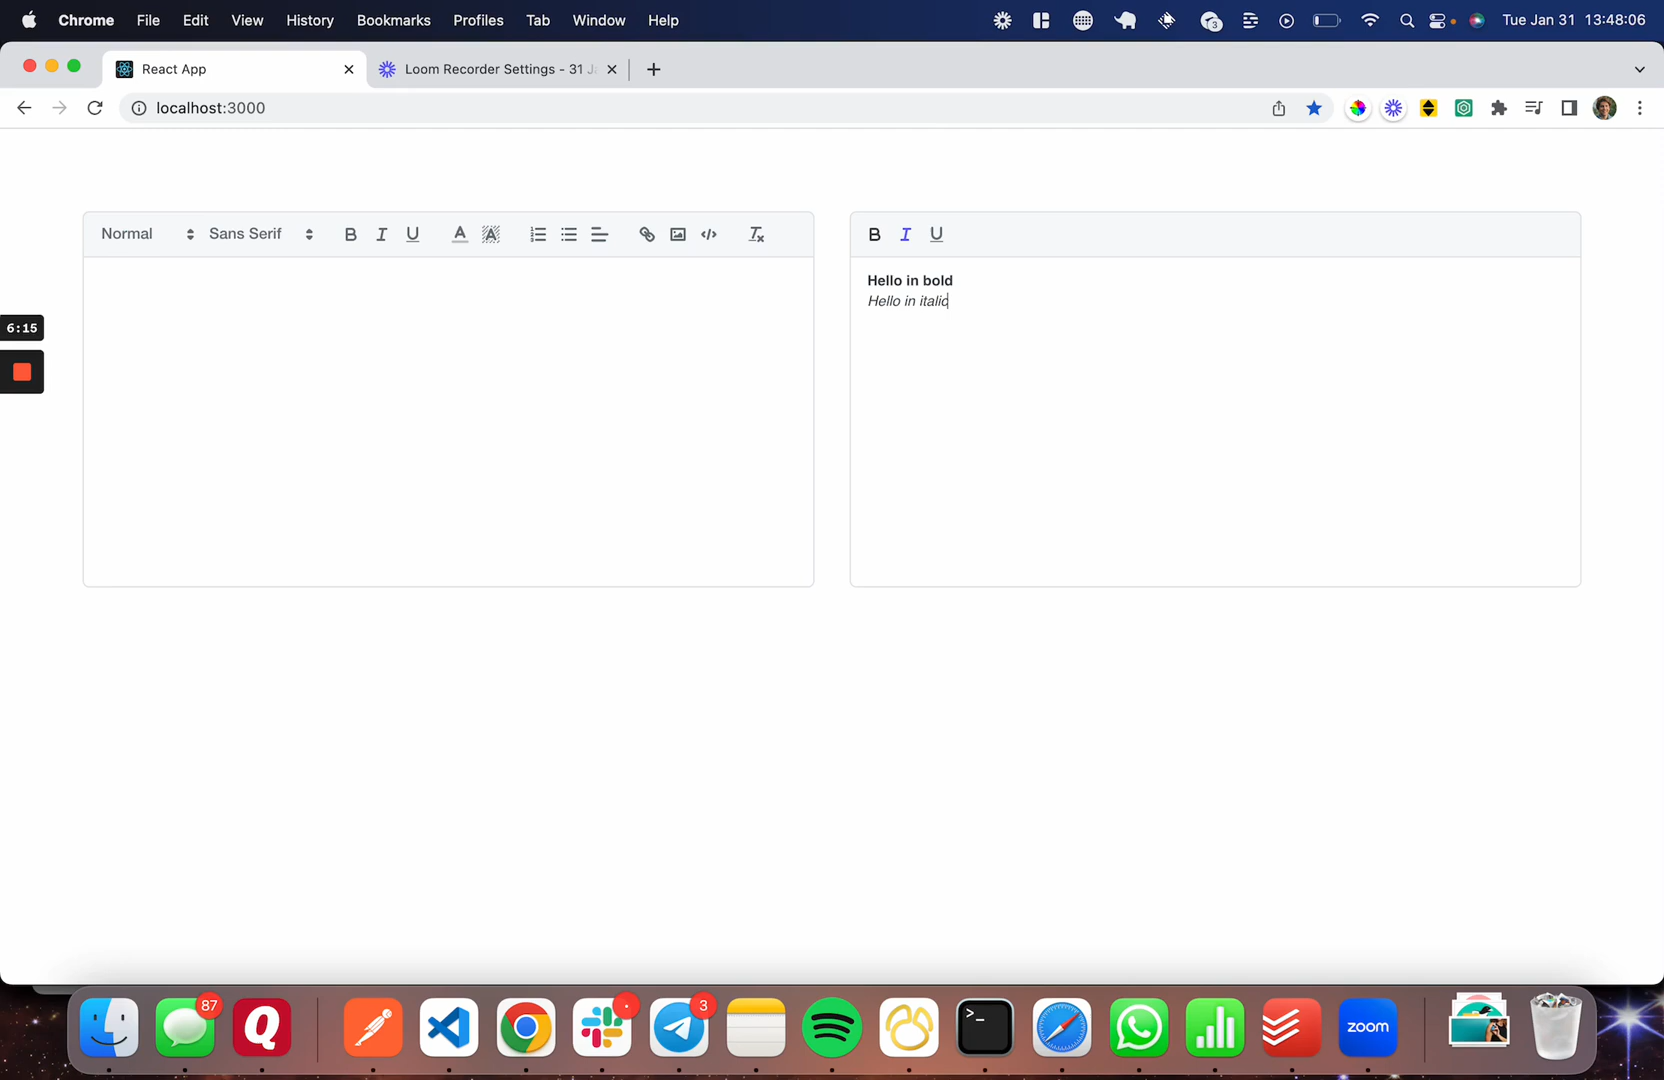 Chrome File Edit View History Bookmarks Profiles Tab Window Help
3
Tue Jan 31 13:48:06
React App
Loom Recorder Settings - 31 J
localhost:3000
Normal Sans Serif B I U A A
B I U
Hello in bold
Hello in italic
6:15
87
3
>_
zoom